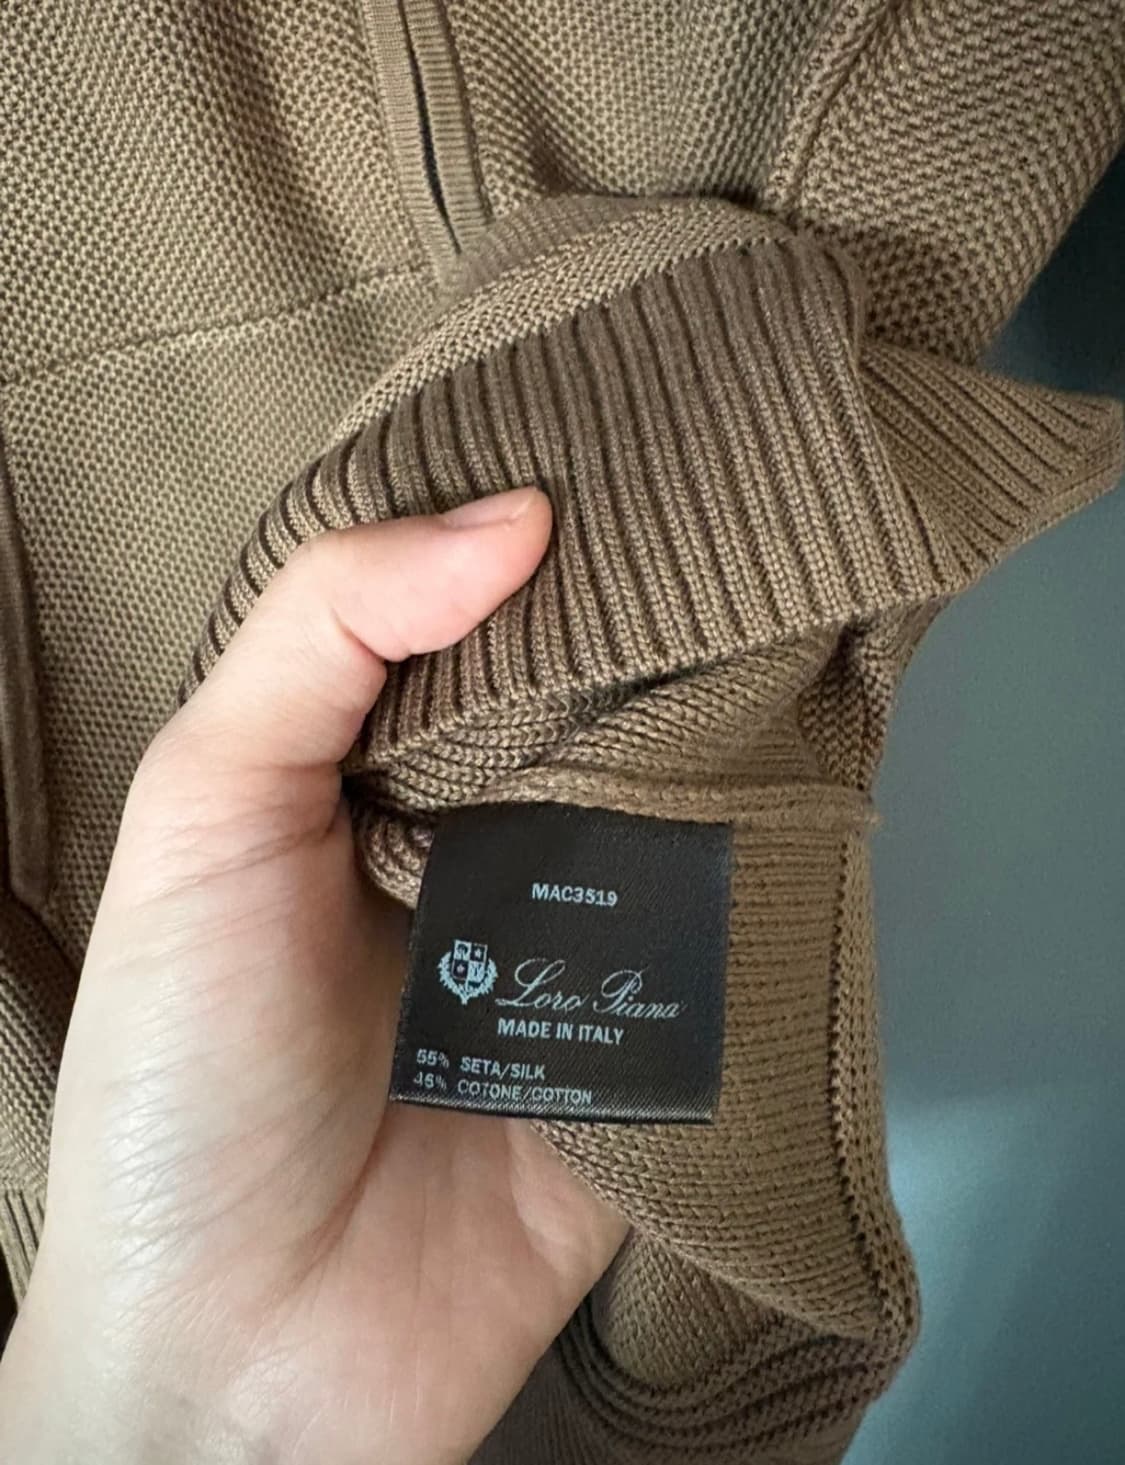 MAC3519
Loro Piana
MADE IN ITALY
55% SETA/SILK
45% COTONE/COTTON